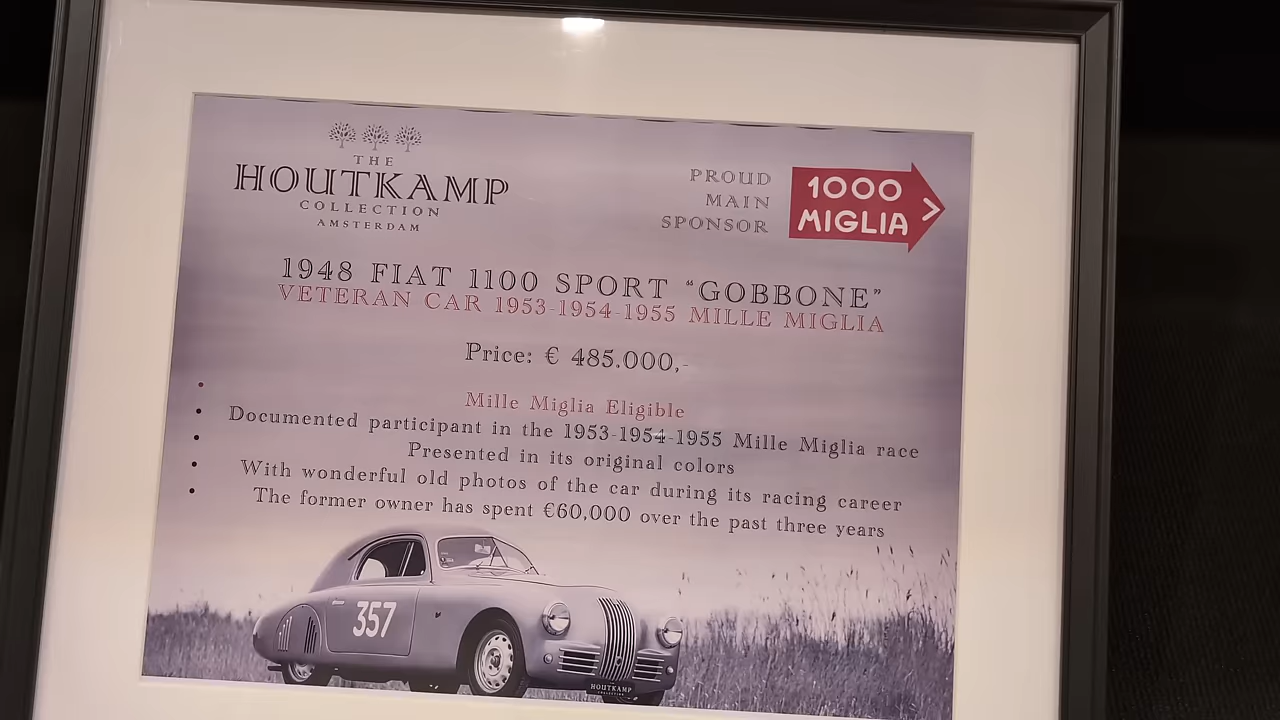 THE
HOUTKAMP
COLLECTION
AMSTERDAM
PROUD
MAIN
SPONSOR
1000
MIGLIA
1948 FIAT 1100 SPORT “GOBBONE”
VETERAN CAR 1953-1954-1955 MILLE MIGLIA
Price: € 485.000,-
Mille Miglia Eligible
• Documented participant in the 1953-1954-1955 Mille Miglia race
• Presented in its original colors
• With wonderful old photos of the car during its racing career
• The former owner has spent €60,000 over the past three years
357
HOUTKAMP
COLLECTION